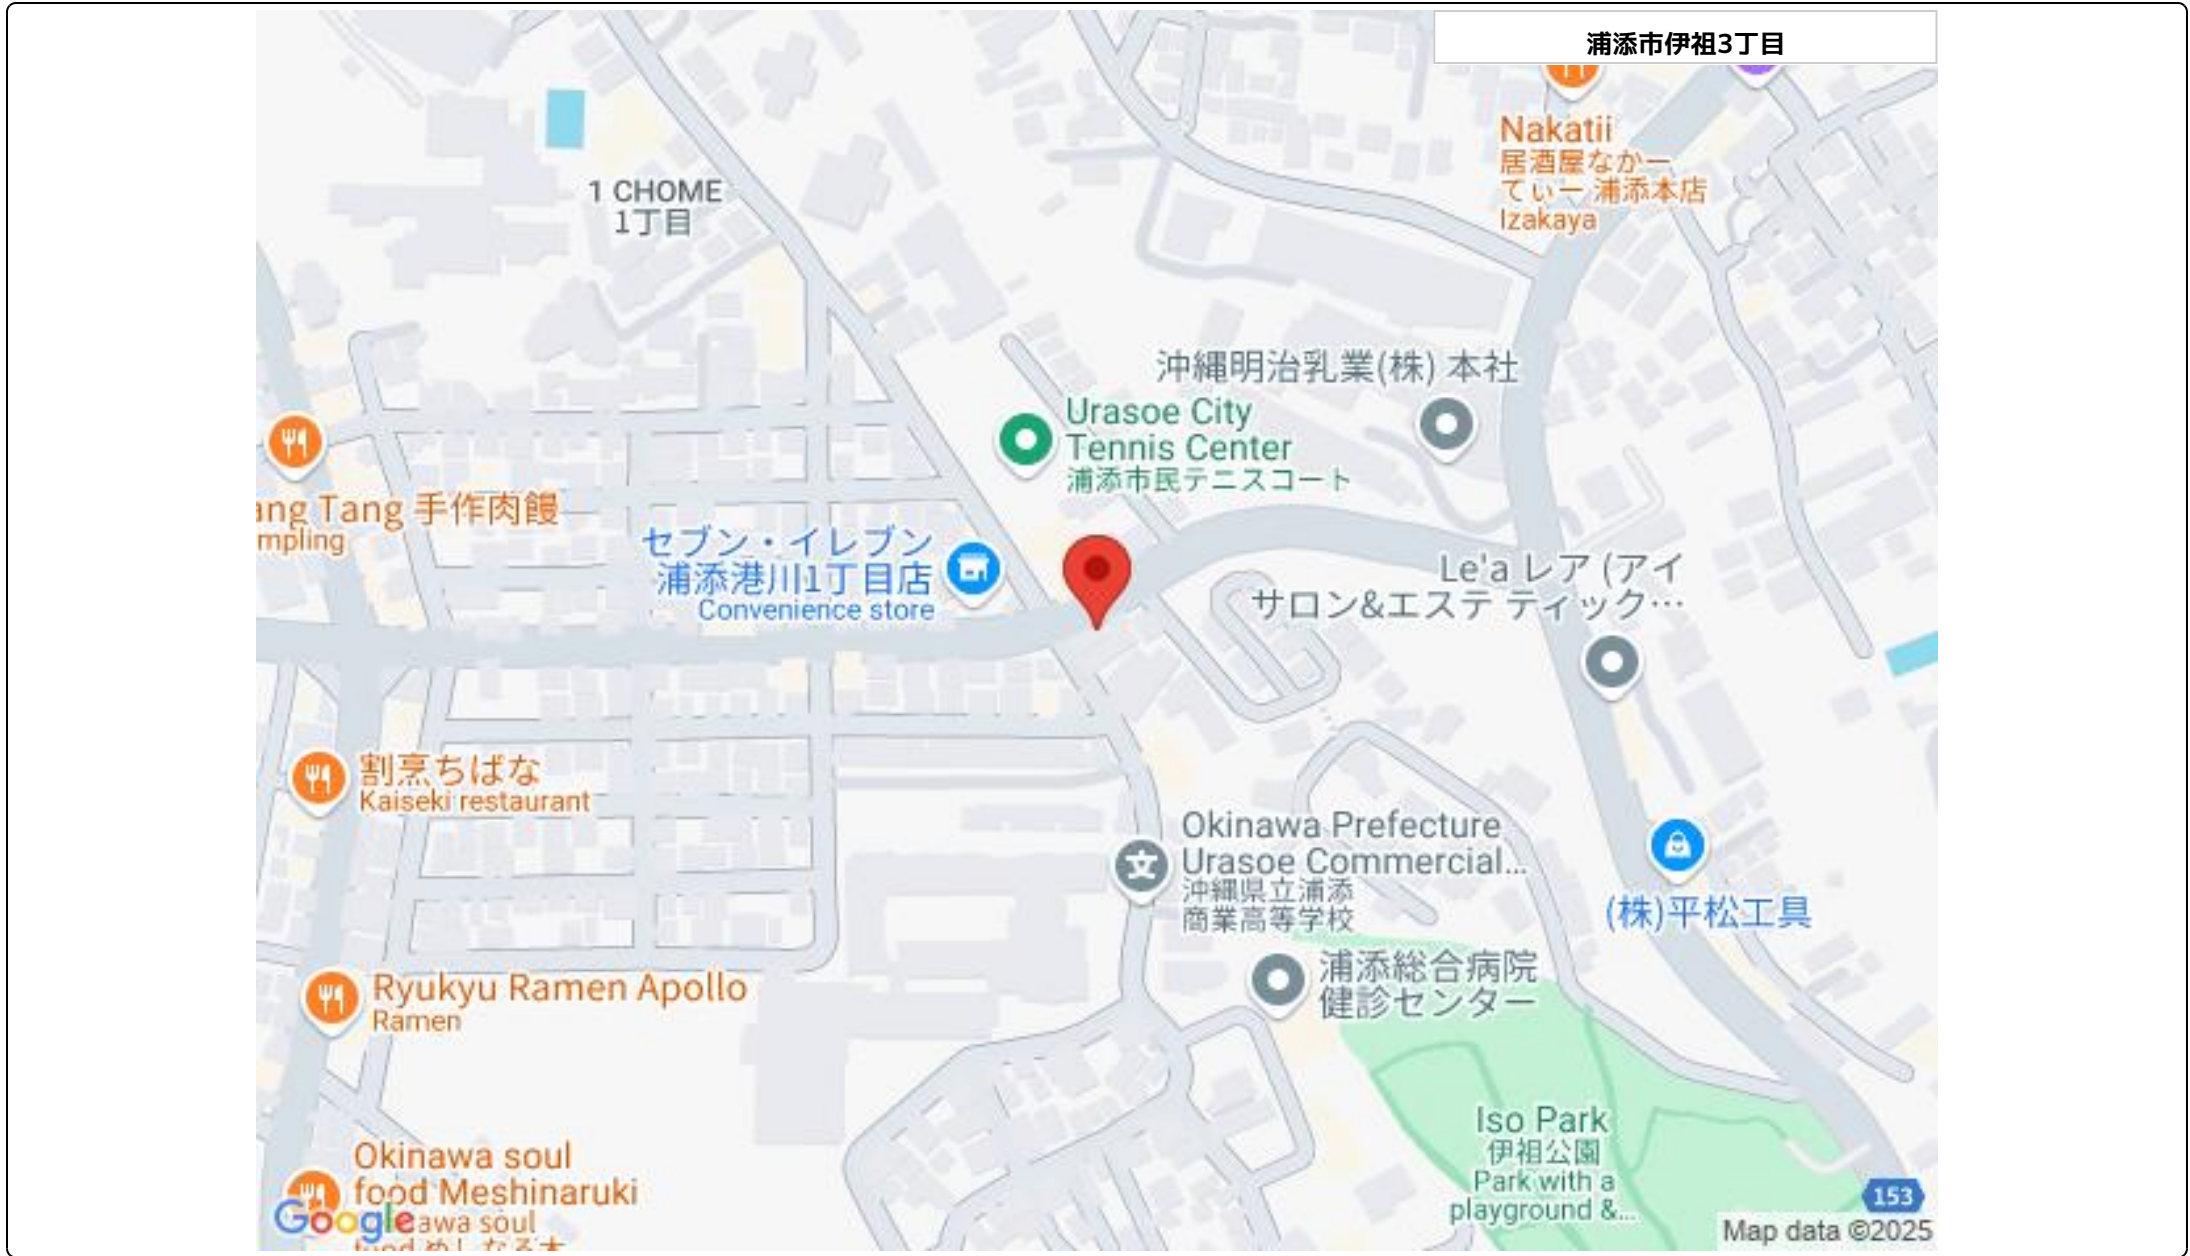 浦添市伊祖3丁目
Nakatii
居酒屋なかー
てぃー 浦添本店
Izakaya
1 CHOME
1丁目
沖縄明治乳業(株) 本社
Urasoe City
Tennis Center
浦添市民テニスコート
ang Tang 手作肉饅
mpling
セブン・イレブン
浦添港川1丁目店
Convenience store
Le'a レア (アイ
サロン&エステ ティック…
割烹ちばな
Kaiseki restaurant
Okinawa Prefecture
Urasoe Commercial...
沖縄県立浦添
商業高等学校
文
(株)平松工具
浦添総合病院
健診センター
Ryukyu Ramen Apollo
Ramen
Iso Park
伊祖公園
Park with a
playground &...
Okinawa soul
food Meshinaruki
awa soul
153
Google
Map data ©2025